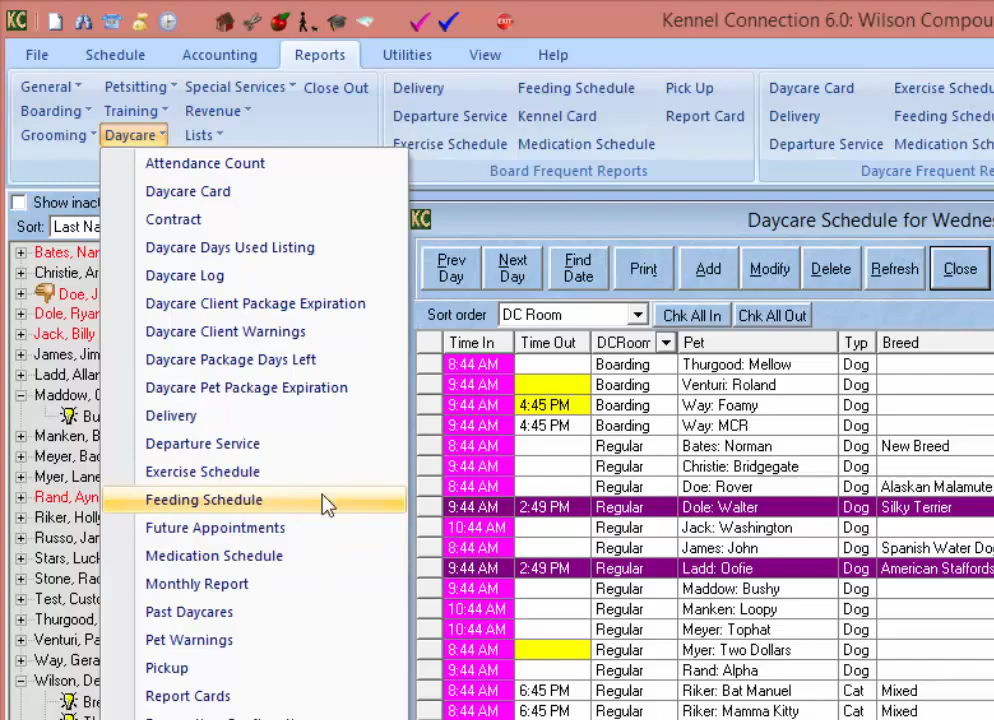 KC EXIT Kennel Connection 6.0: Wilson Compou
File Schedule Accounting Reports Utilities View Help
General Petsitting Special Services Close Out Delivery Feeding Schedule Pick Up Daycare Card Exercise Schedu
Boarding Training Revenue Departure Service Kennel Card Report Card Delivery Feeding Schedu
Grooming Daycare Lists Exercise Schedule Medication Schedule Departure Service Medication Sch
Board Frequent Reports Daycare Frequent Re
Attendance Count
Daycare Card
Contract
Daycare Days Used Listing
Daycare Log
Daycare Client Package Expiration
Daycare Client Warnings
Daycare Package Days Left
Daycare Pet Package Expiration
Delivery
Departure Service
Exercise Schedule
Feeding Schedule
Future Appointments
Medication Schedule
Monthly Report
Past Daycares
Pet Warnings
Pickup
Report Cards
Show inac
Sort: Last Na
Bates, Nar
Christie, Ar
Doe, J
Dole, Ryar
Jack, Billy
James, Jim
Ladd, Allar
Maddow, C
Bu
Manken, B
Meyer, Bac
Myer, Lane
Rand, Ayn
Riker, Holly
Russo, Jar
Stars, Luck
Stone, Rac
Test, Custo
Thurgood,
Venturi, Pa
Way, Gera
Wilson, De
Bre
KC Daycare Schedule for Wednes
Prev Day Next Day Find Date Print Add Modify Delete Refresh Close
Sort order DC Room Chk All In Chk All Out
Time In Time Out DCRoom Pet Typ Breed
8:44 AM Boarding Thurgood: Mellow Dog
9:44 AM Boarding Venturi: Roland Dog
9:44 AM 4:45 PM Boarding Way: Foamy Dog
9:44 AM 4:45 PM Boarding Way: MCR Dog
8:44 AM Regular Bates: Norman Dog New Breed
9:44 AM Regular Christie: Bridgegate Dog
8:44 AM Regular Doe: Rover Dog Alaskan Malamute
9:44 AM 2:49 PM Regular Dole: Walter Dog Silky Terrier
10:44 AM Regular Jack: Washington Dog
8:44 AM Regular James: John Dog Spanish Water Do
9:44 AM 2:49 PM Regular Ladd: Oofie Dog American Staffords
9:44 AM Regular Maddow: Bushy Dog
10:44 AM Regular Manken: Loopy Dog
10:44 AM Regular Meyer: Tophat Dog
8:44 AM Regular Myer: Two Dollars Dog
9:44 AM Regular Rand: Alpha Dog
8:44 AM 6:45 PM Regular Riker: Bat Manuel Cat Mixed
8:44 AM 6:45 PM Regular Riker: Mamma Kitty Cat Mixed